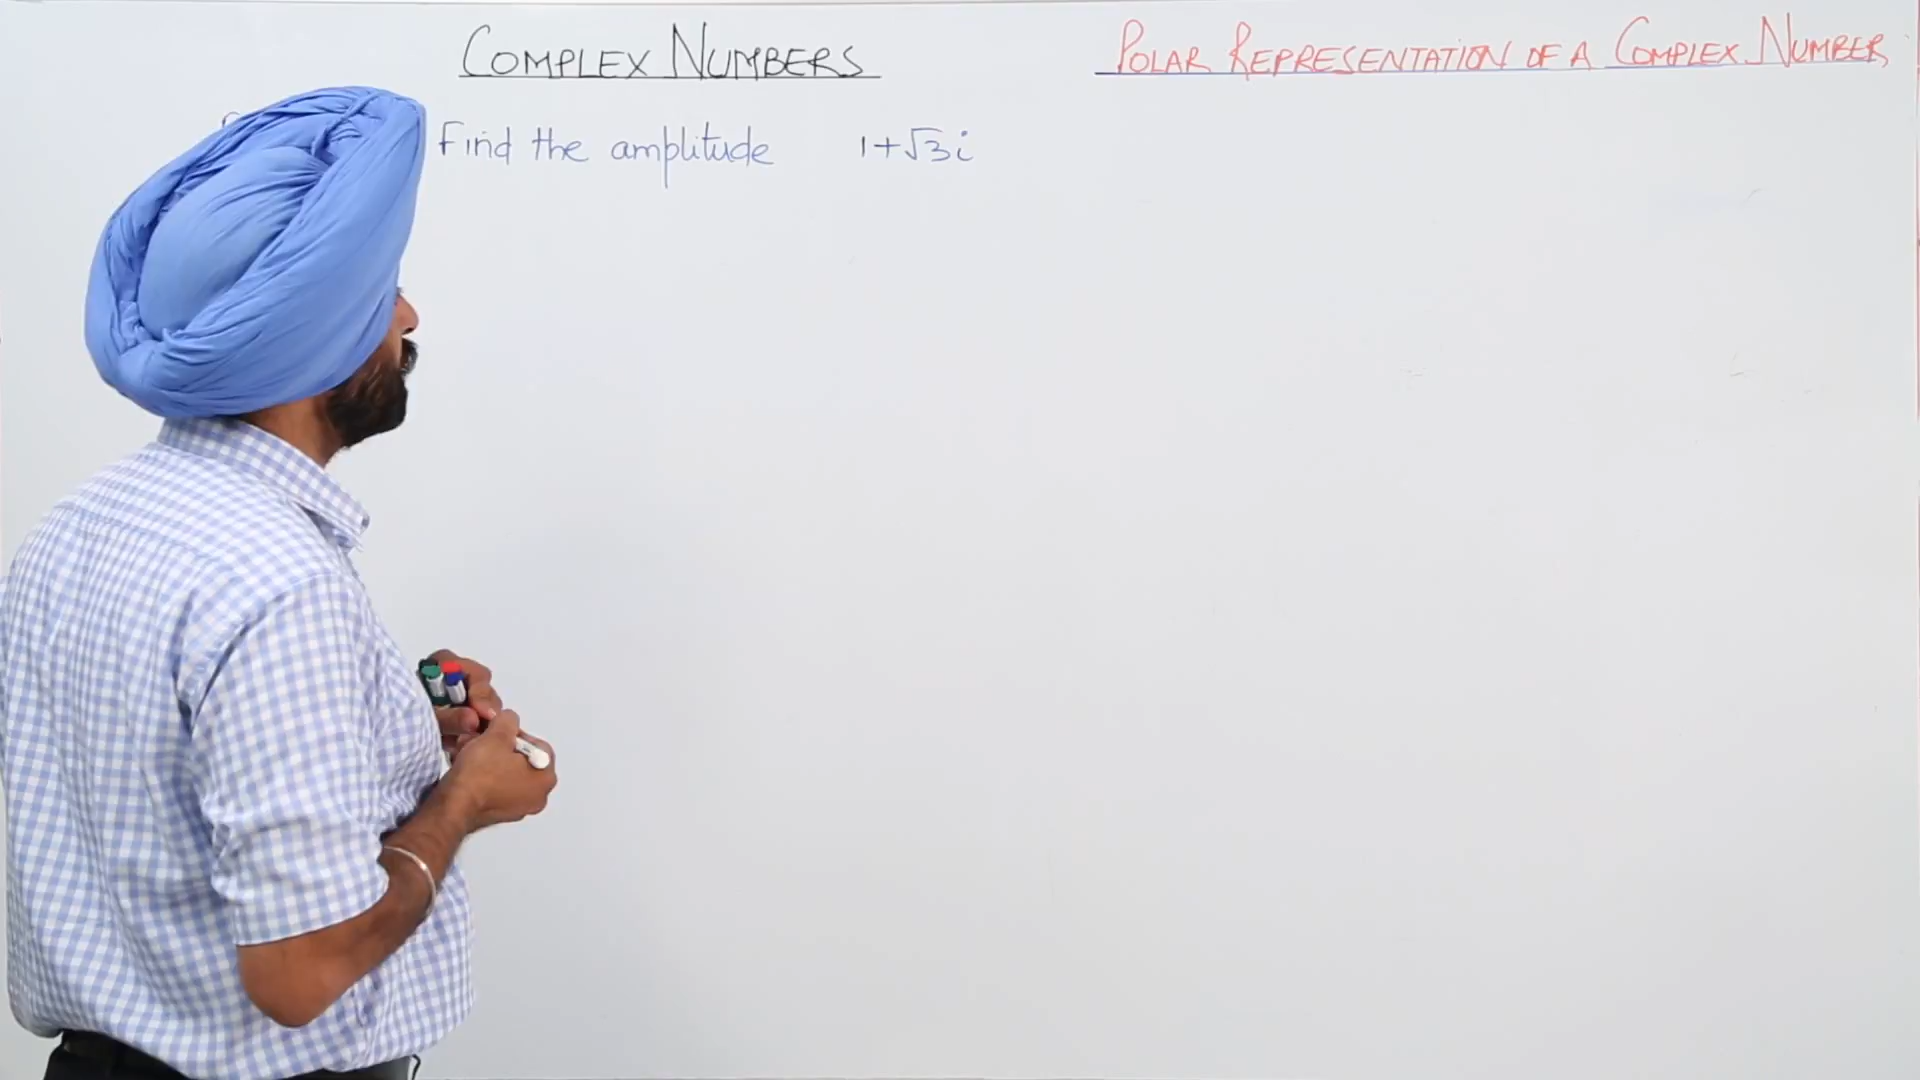 COMPLEX NUMBERS
POLAR REPRESENTATION OF A COMPLEX NUMBER
Find the amplitude 1+√3i